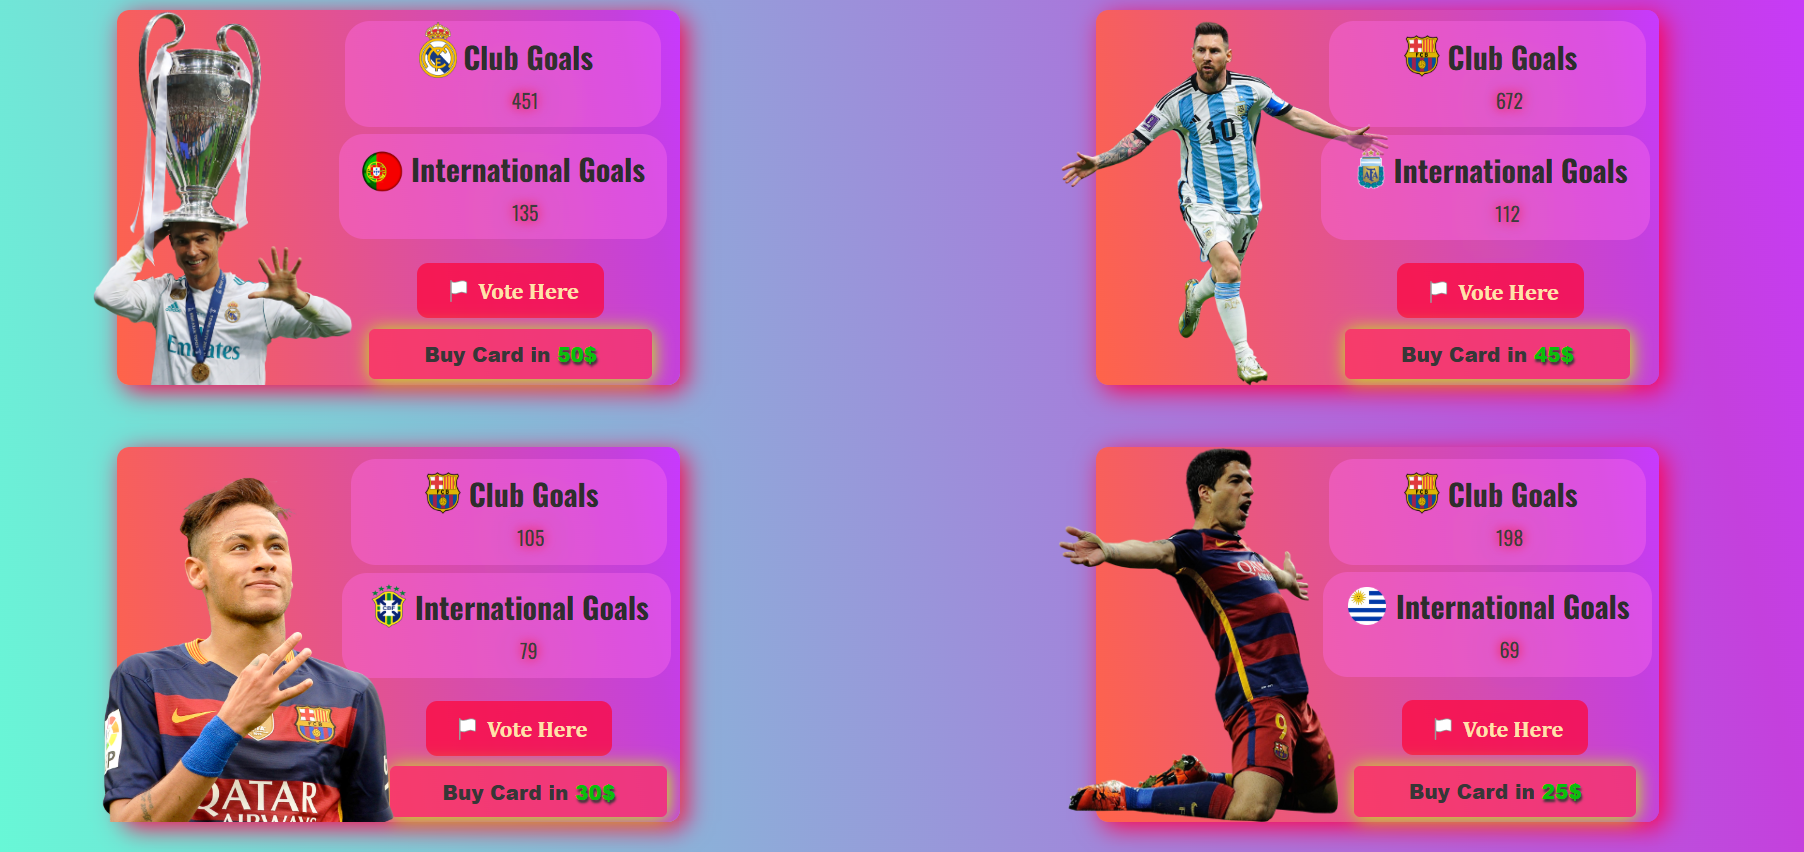 Club Goals
451
International Goals
135
Vote Here
Buy Card in 50$
Emirates
Club Goals
672
International Goals
112
Vote Here
Buy Card in 45$
10
Club Goals
105
International Goals
79
Vote Here
Buy Card in 30$
QATAR
AIRWAYS
Club Goals
198
International Goals
69
Vote Here
Buy Card in 25$
QATAR
9